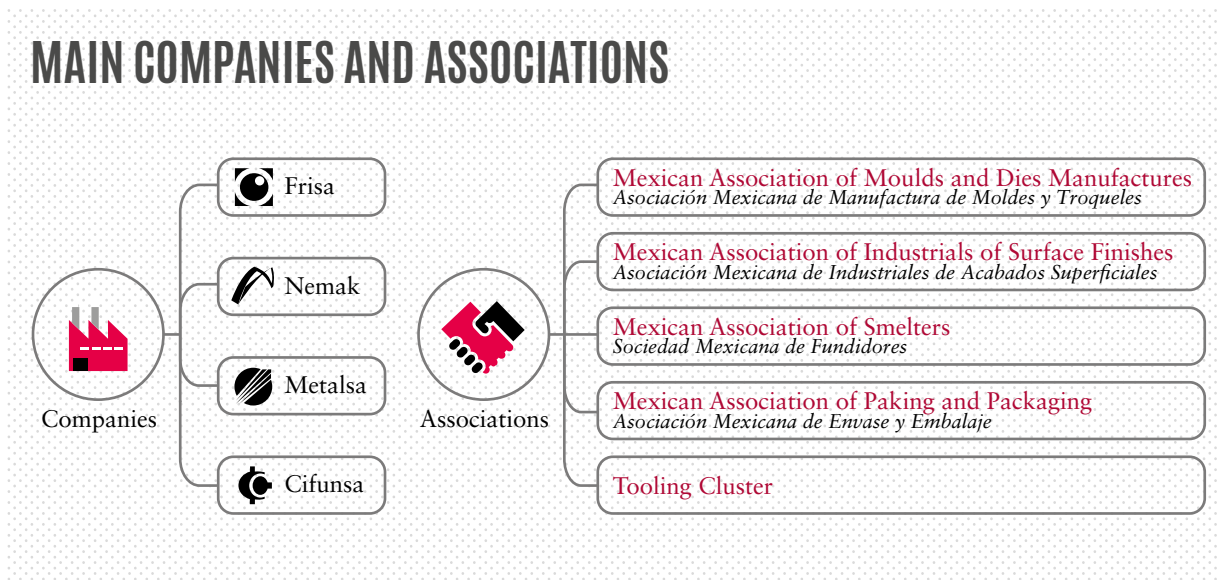 MAIN COMPANIES AND ASSOCIATIONS
Companies
Frisa
Nemak
Metalsa
Cifunsa
Associations
Mexican Association of Moulds and Dies Manufactures
Asociación Mexicana de Manufactura de Moldes y Troqueles
Mexican Association of Industrials of Surface Finishes
Asociación Mexicana de Industriales de Acabados Superficiales
Mexican Association of Smelters
Sociedad Mexicana de Fundidores
Mexican Association of Paking and Packaging
Asociación Mexicana de Envase y Embalaje
Tooling Cluster